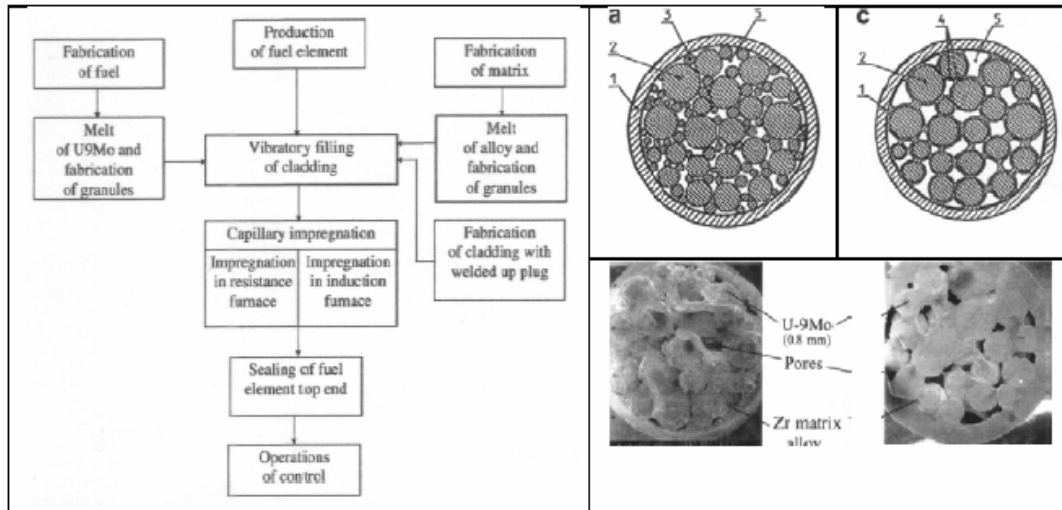 Fabrication
of fuel
Production
of fuel element
Fabrication
of matrix
Melt
of U9Mo and
fabrication
of granules
Vibratory filling
of cladding
Melt
of alloy and
fabrication
of granules
Capillary impregnation
Impregnation
in resistance
furnace
Impregnation
in induction
furnace
Fabrication
of cladding with
welded up plug
Sealing of fuel
element top end
Operations
of control
a
3
5
2
1
c
4
5
2
1
U-9Mo
(0.8 mm)
Pores
Zr matrix
alloy